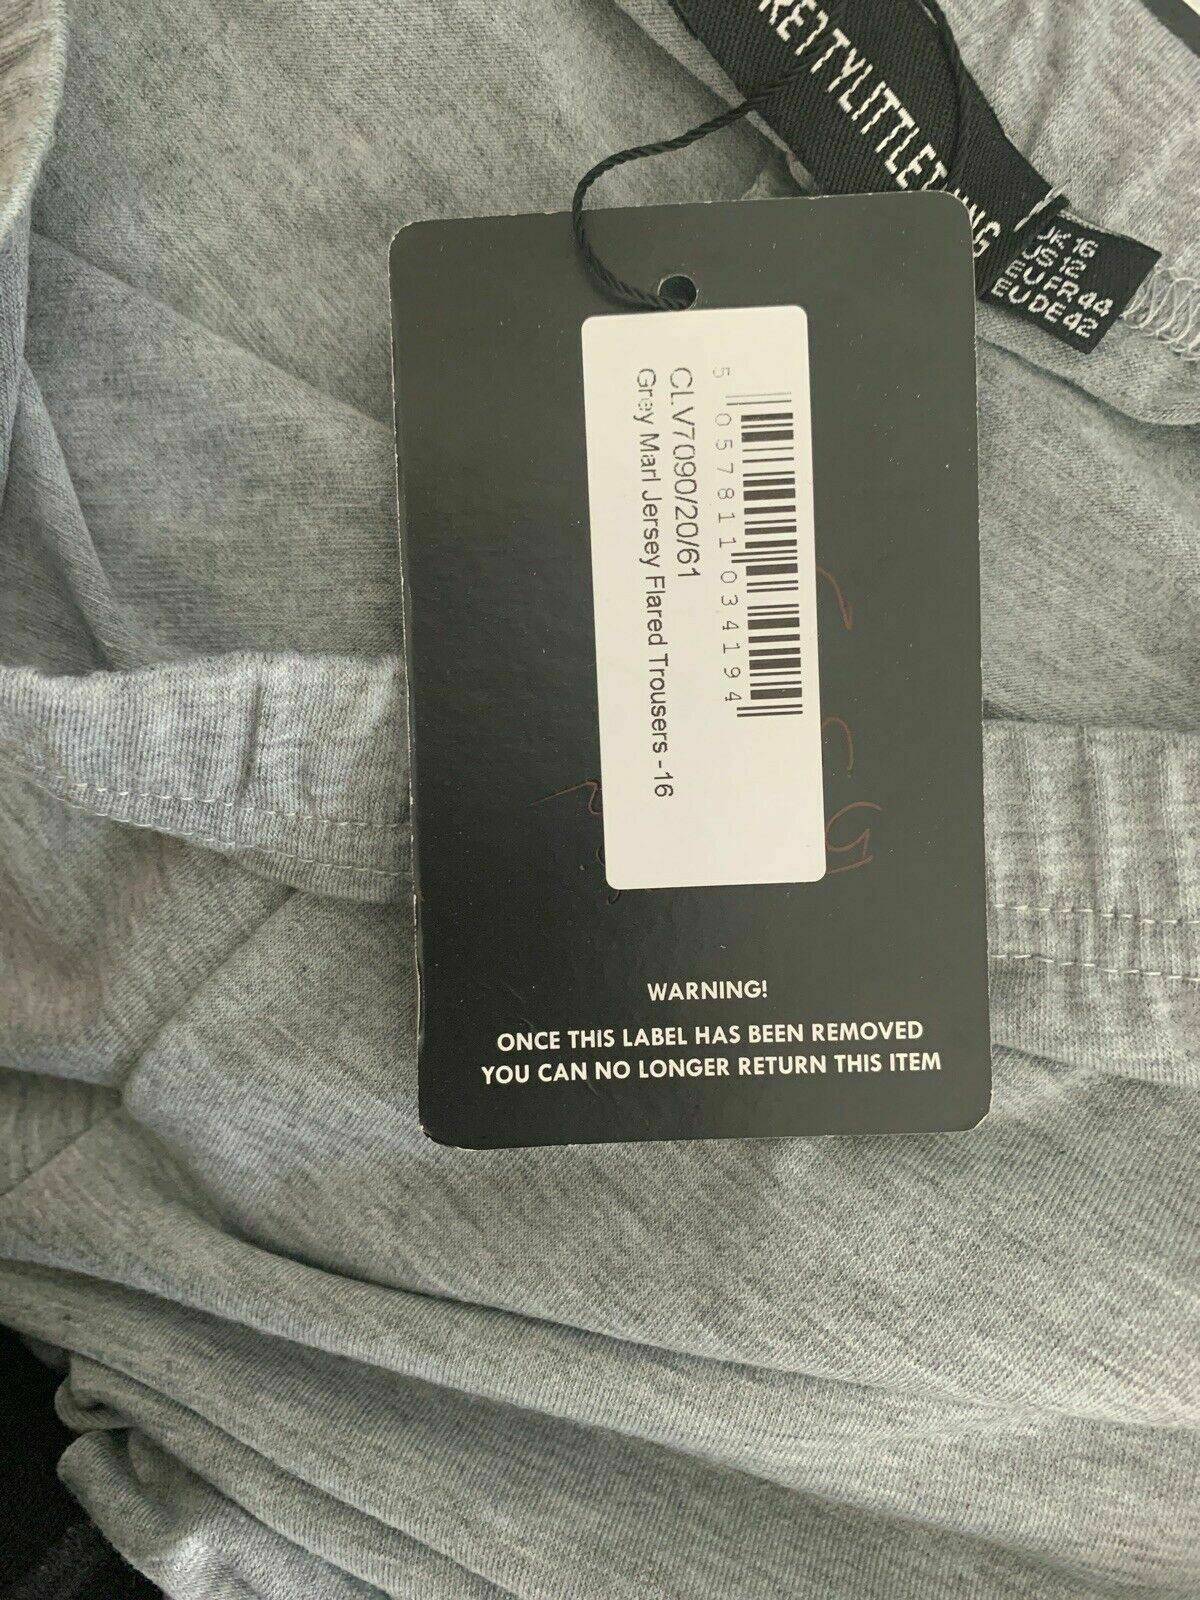 PRETTYLITTLETHING
UK 16
US 12
EU FR 44
EU DE 42
5 057811 034194
CLV7090/20/61
Grey Marl Jersey Flared Trousers - 16
WARNING!
ONCE THIS LABEL HAS BEEN REMOVED
YOU CAN NO LONGER RETURN THIS ITEM